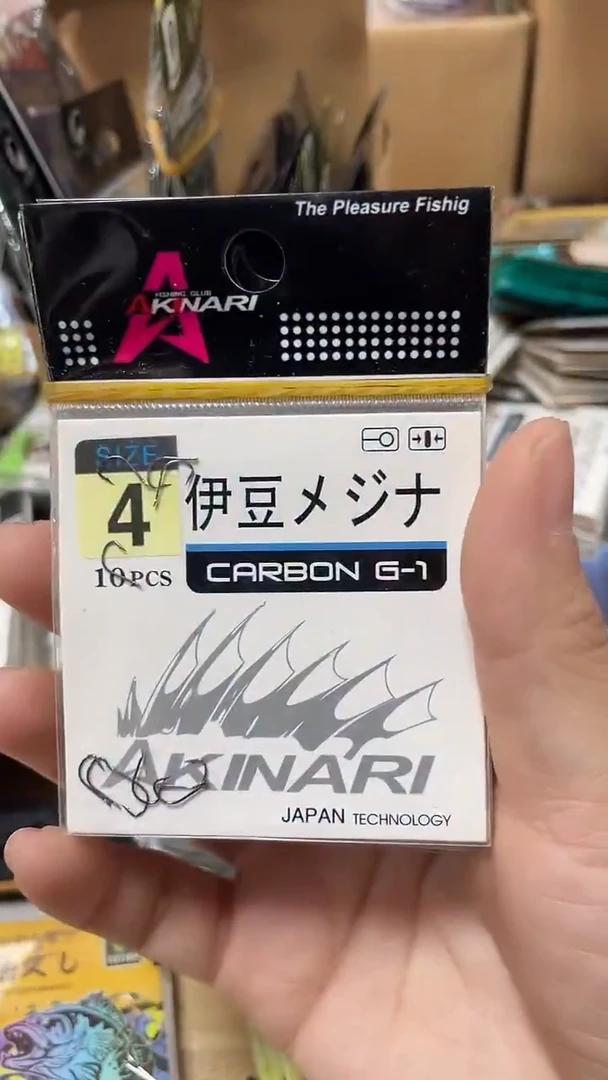 The Pleasure Fishig
FISHING CLUB
AKINARI
SIZE
4
伊豆メジナ
10PCS
CARBON G-1
AKINARI
JAPAN TECHNOLOGY